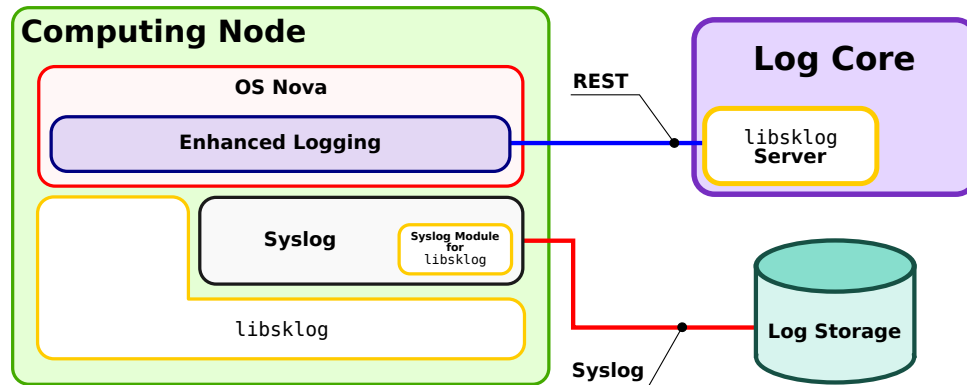 Computing Node
OS Nova
Enhanced Logging
REST
Log Core
libsklog
Server
Syslog
Syslog Module
for
libsklog
libsklog
Log Storage
Syslog